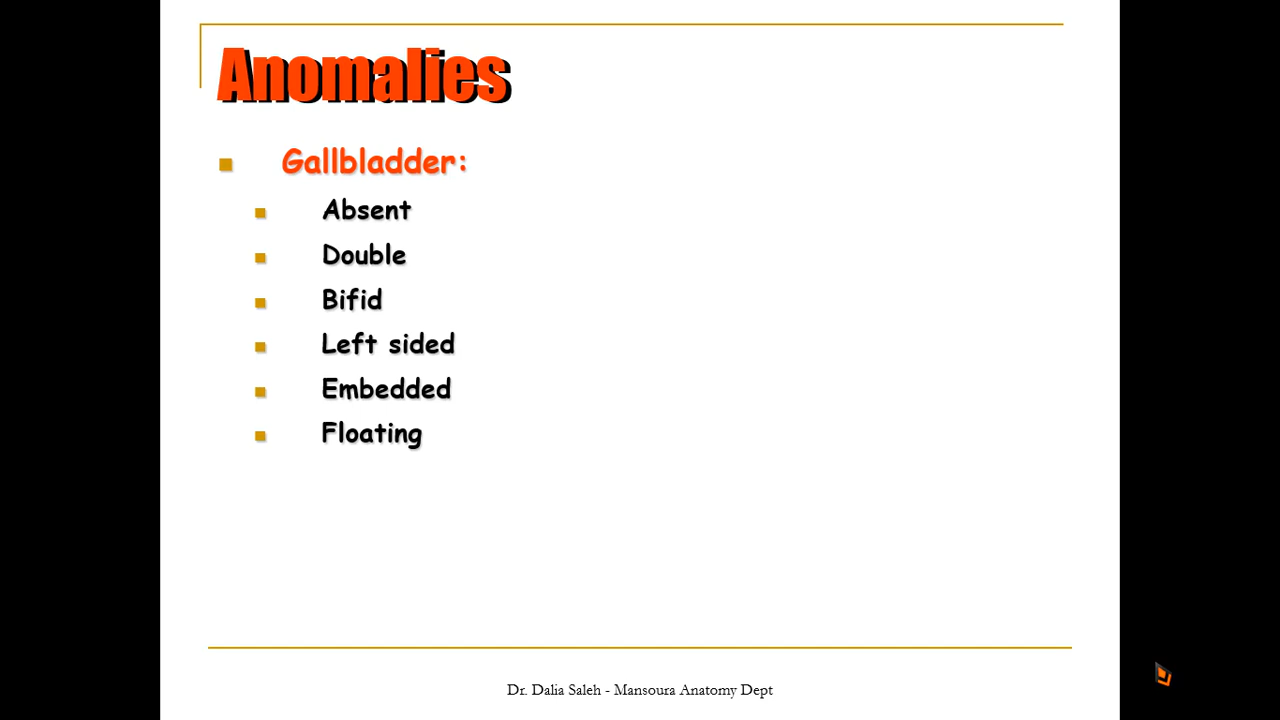 Anomalies
Gallbladder:
Absent
Double
Bifid
Left sided
Embedded
Floating
Dr. Dalia Saleh - Mansoura Anatomy Dept